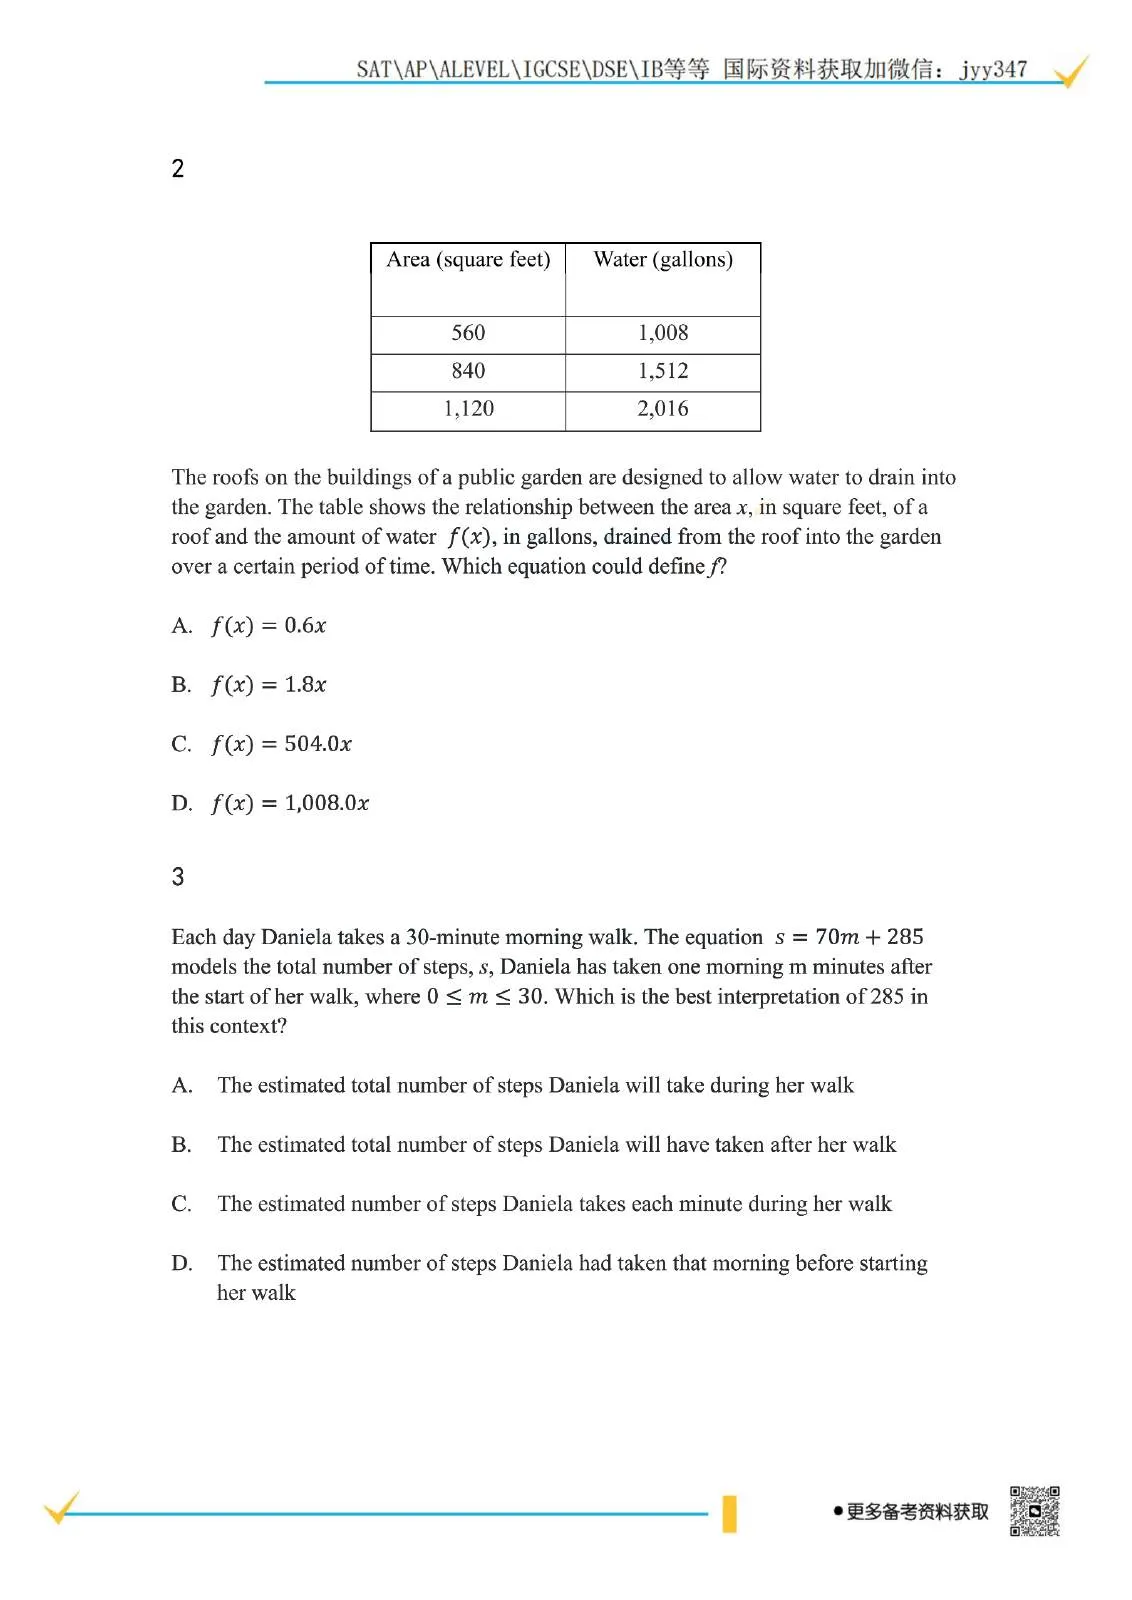 SAT\AP\ALEVEL\IGCSE\DSE\IB等等 国际资料获取加微信：jyy347
2
Area (square feet) Water (gallons)
560 1,008
840 1,512
1,120 2,016
The roofs on the buildings of a public garden are designed to allow water to drain into
the garden. The table shows the relationship between the area x, in square feet, of a
roof and the amount of water f(x), in gallons, drained from the roof into the garden
over a certain period of time. Which equation could define f?
A. f(x) = 0.6x
B. f(x) = 1.8x
C. f(x) = 504.0x
D. f(x) = 1,008.0x
3
Each day Daniela takes a 30-minute morning walk. The equation s = 70m + 285
models the total number of steps, s, Daniela has taken one morning m minutes after
the start of her walk, where 0 ≤ m ≤ 30. Which is the best interpretation of 285 in
this context?
A. The estimated total number of steps Daniela will take during her walk
B. The estimated total number of steps Daniela will have taken after her walk
C. The estimated number of steps Daniela takes each minute during her walk
D. The estimated number of steps Daniela had taken that morning before starting
her walk
●更多备考资料获取